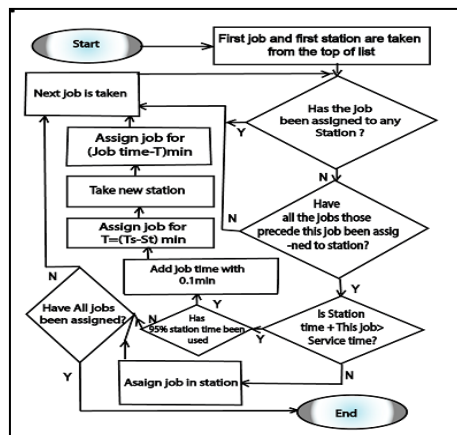 Start
First job and first station are taken
from the top of list
Next job is taken
Has the job
been assigned to any
Station ?
Y
Assign job for
(Job time-T)min
N
Take new station
Have
all the jobs those
precede this job been assig
-ned to station?
N
Assign job for
T=(Ts-St) min
Add job time with
0.1min
N
Y
Y
Have All jobs
been assigned?
N
Has
95% station time been
used
Y
Is Station
time + This job>
Service time?
Y
N
Asaign job in station
End